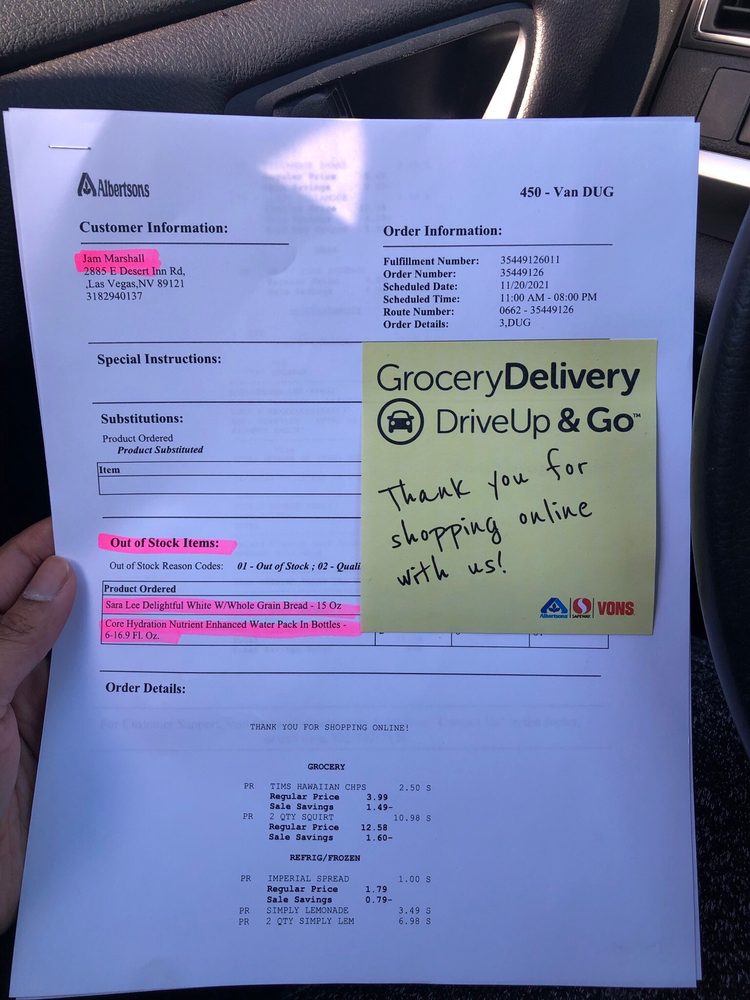 Albertsons
450 - Van DUG
Customer Information:
Jam Marshall
2885 E Desert Inn Rd,
,Las Vegas,NV 89121
3182940137
Order Information:
Fulfillment Number: 35449126011
Order Number: 35449126
Scheduled Date: 11/20/2021
Scheduled Time: 11:00 AM - 08:00 PM
Route Number: 0662 - 35449126
Order Details: 3,DUG
Special Instructions:
Substitutions:
Product Ordered
Product Substituted
Item
GroceryDelivery
DriveUp & Go™
Thank you for
shopping online
with us!
Albertsons SAFEWAY VONS
Out of Stock Items:
Out of Stock Reason Codes: 01 - Out of Stock ; 02 - Quali
Product Ordered
Sara Lee Delightful White W/Whole Grain Bread - 15 Oz
Core Hydration Nutrient Enhanced Water Pack In Bottles -
6-16.9 Fl. Oz.
Order Details:
THANK YOU FOR SHOPPING ONLINE!
GROCERY
PR TIMS HAWAIIAN CHPS 2.50 S
Regular Price 3.99
Sale Savings 1.49-
PR 2 QTY SQUIRT 10.98 S
Regular Price 12.58
Sale Savings 1.60-
REFRIG/FROZEN
PR IMPERIAL SPREAD 1.00 S
Regular Price 1.79
Sale Savings 0.79-
PR SIMPLY LEMONADE 3.49 S
PR 2 QTY SIMPLY LEM 6.98 S